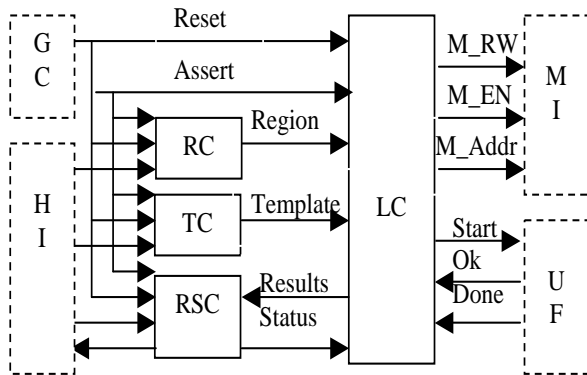 G
C
Reset
Assert
RC
Region
H
I
TC
Template
RSC
Results
Status
LC
M_RW
M_EN
M_Addr
M
I
Start
Ok
Done
U
F